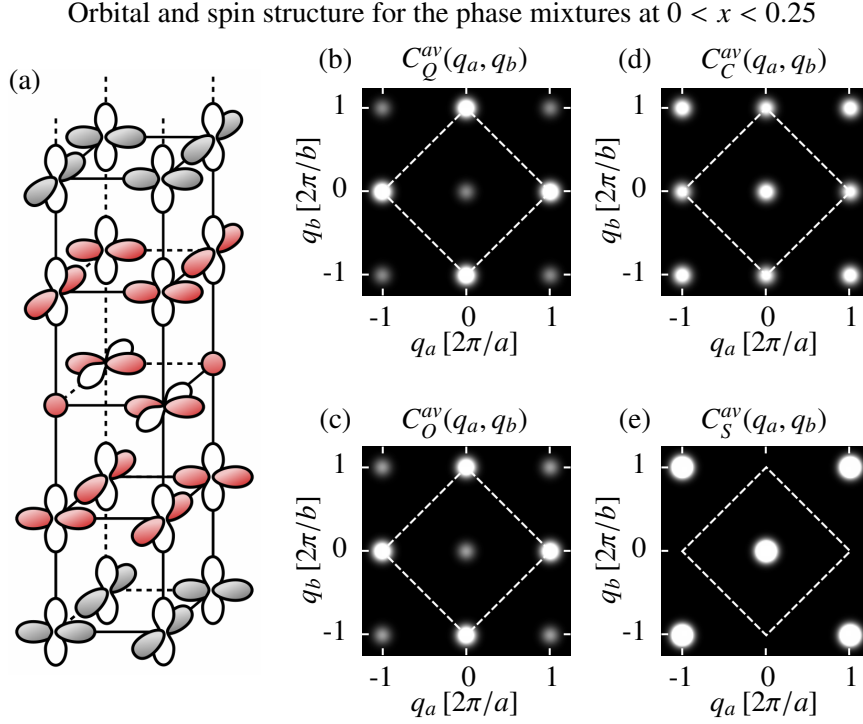 Orbital and spin structure for the phase mixtures at 0 < x < 0.25
(a)
(b)
C_Q^{av}(q_a, q_b)
1
0
-1
q_b [2π/b]
-1
0
1
q_a [2π/a]
(d)
C_C^{av}(q_a, q_b)
1
0
-1
q_b [2π/b]
-1
0
1
q_a [2π/a]
(c)
C_O^{av}(q_a, q_b)
1
0
-1
q_b [2π/b]
-1
0
1
q_a [2π/a]
(e)
C_S^{av}(q_a, q_b)
1
0
-1
q_b [2π/b]
-1
0
1
q_a [2π/a]